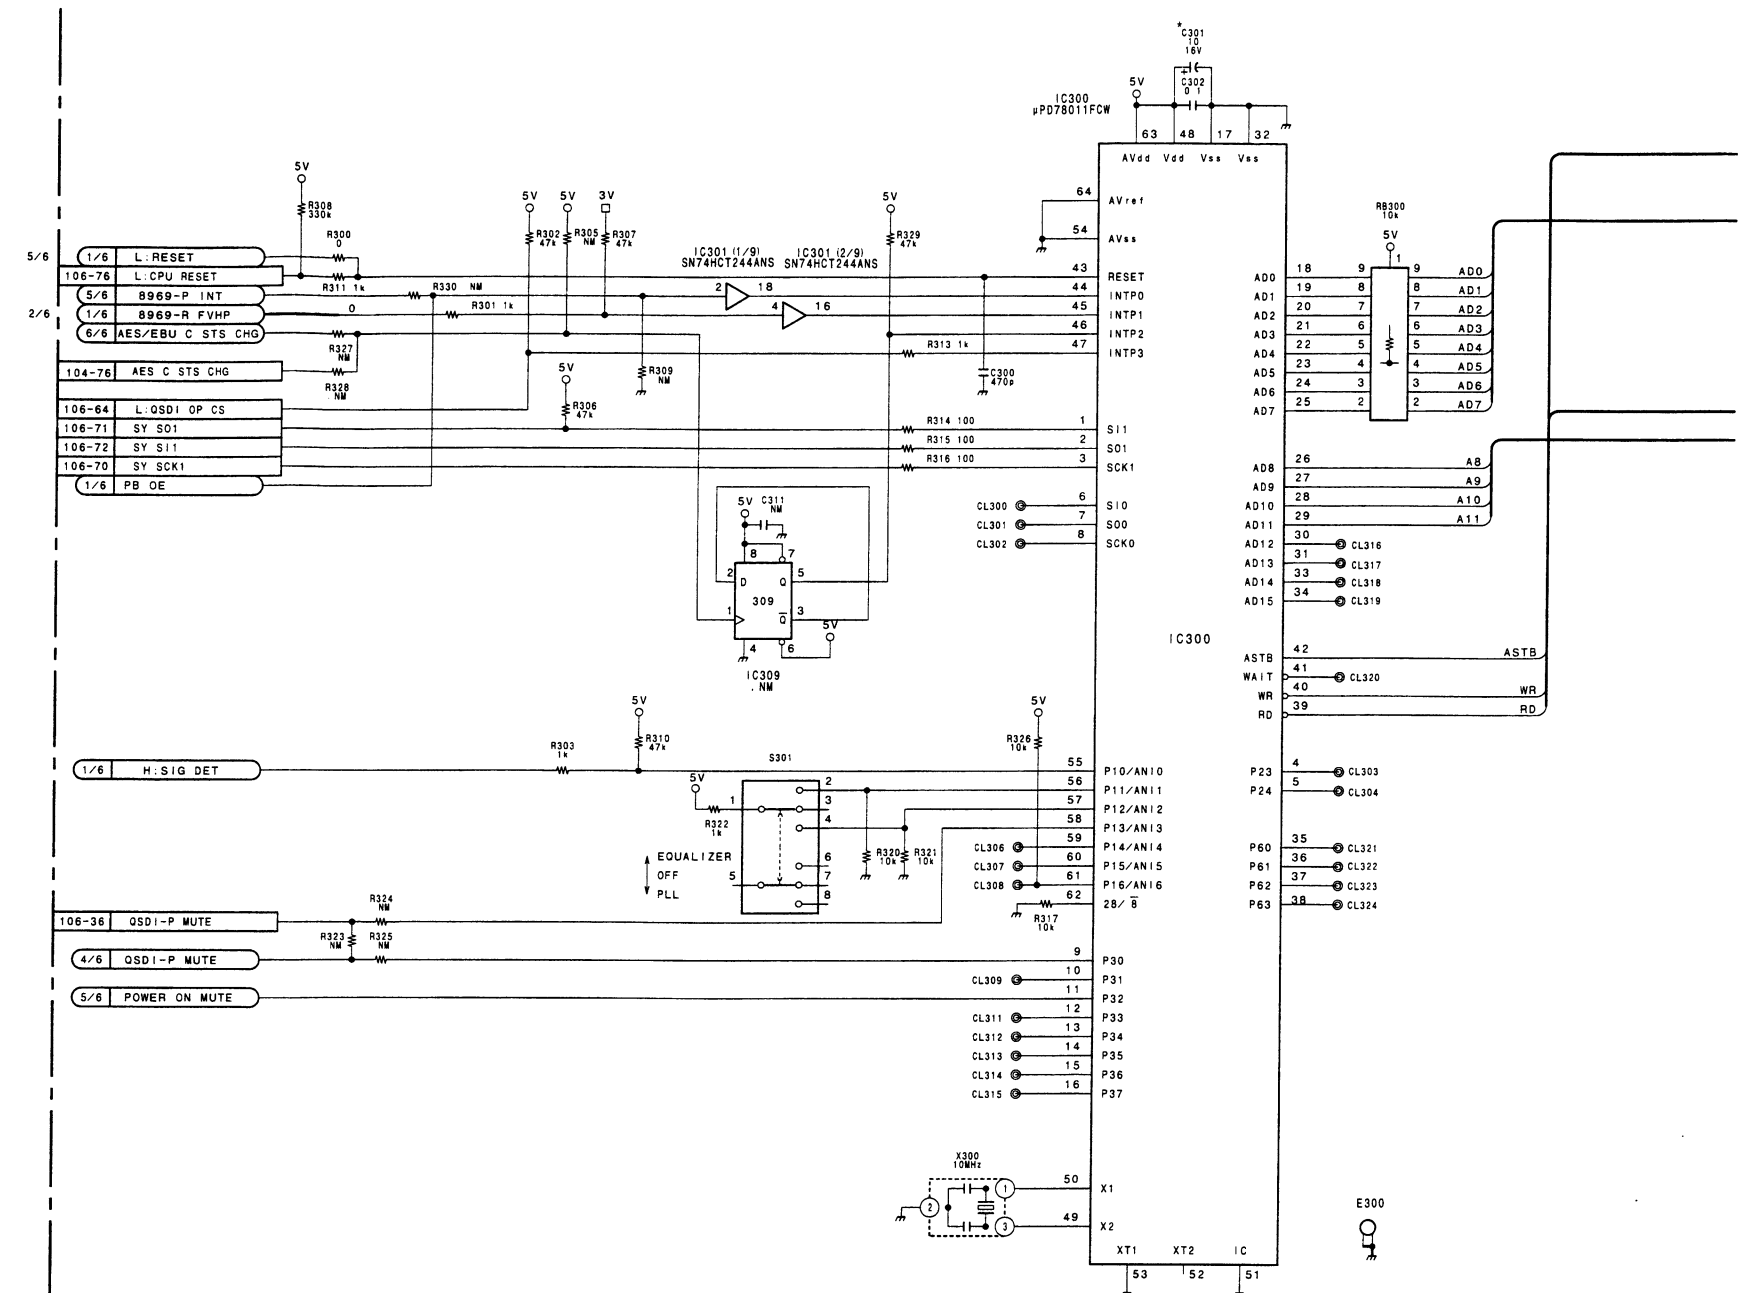 *
C301
10
16V
5V
+
C302
0 1
IC300
µPD78011FCW
63 48 17 32
AVdd Vdd Vss Vss
5V
R308
330k
5V 5V 3V 5V
64
AVref
R300
0
R302
47k
R305
NM
R307
47k
R329
47k
54
AVss
RB300
10k
5V
1
IC301 (1/9)
SN74HCT244ANS
IC301 (2/9)
SN74HCT244ANS
5/6
1/6 L:RESET
106-76 L:CPU RESET
R311 1k
43 RESET
5/6 8969-P INT
R330 NM
2 18
44 INTP0
2/6
1/6 8969-R FVHP
0
R301 1k
4 16
45 INTP1
6/6 AES/EBU C STS CHG
46 INTP2
R327
NM
R313 1k
47 INTP3
104-76 AES C STS CHG
R328
.NM
5V
R309
NM
C300
470p
106-64 L:QSDI OP CS
R306
47k
106-71 SY SO1
R314 100
1 SI1
106-72 SY SI1
R315 100
2 SO1
106-70 SY SCK1
R316 100
3 SCK1
1/6 PB OE
AD0 18 9 9 AD0
AD1 19 8 8 AD1
AD2 20 7 7 AD2
AD3 21 6 6 AD3
AD4 22 5 5 AD4
AD5 23 4 4 AD5
AD6 24 3 3 AD6
AD7 25 2 2 AD7
AD8 26 A8
AD9 27 A9
AD10 28 A10
AD11 29 A11
AD12 30 CL316
AD13 31 CL317
AD14 33 CL318
AD15 34 CL319
CL300 6 SI0
CL301 7 SO0
CL302 8 SCK0
5V
C311
NM
8 7
2 D Q 5
309
1 Q 3
5V
4 6
IC309
. NM
IC300
ASTB 42 ASTB
WAIT 41 CL320
WR 40 WR
RD 39 RD
5V
R310
47k
5V
R326
10k
R303
1k
1/6 H:SIG DET
S301
5V
R322
1k
1
2
3
4
5
6
7
8
EQUALIZER
OFF
PLL
R320
10k
R321
10k
55 P10/ANI0
56 P11/ANI1
57 P12/ANI2
58 P13/ANI3
CL306 59 P14/ANI4
CL307 60 P15/ANI5
CL308 61 P16/ANI6
62 28/8
R317
10k
P23 4 CL303
P24 5 CL304
P60 35 CL321
P61 36 CL322
P62 37 CL323
P63 38 CL324
R324
NM
106-36 QSDI-P MUTE
R323
NM
R325
NM
4/6 QSDI-P MUTE
9 P30
CL309 10 P31
5/6 POWER ON MUTE
11 P32
CL311 12 P33
CL312 13 P34
CL313 14 P35
CL314 15 P36
CL315 16 P37
X300
10MHz
1
2
3
50 X1
49 X2
XT1 XT2 IC
53 52 51
E300